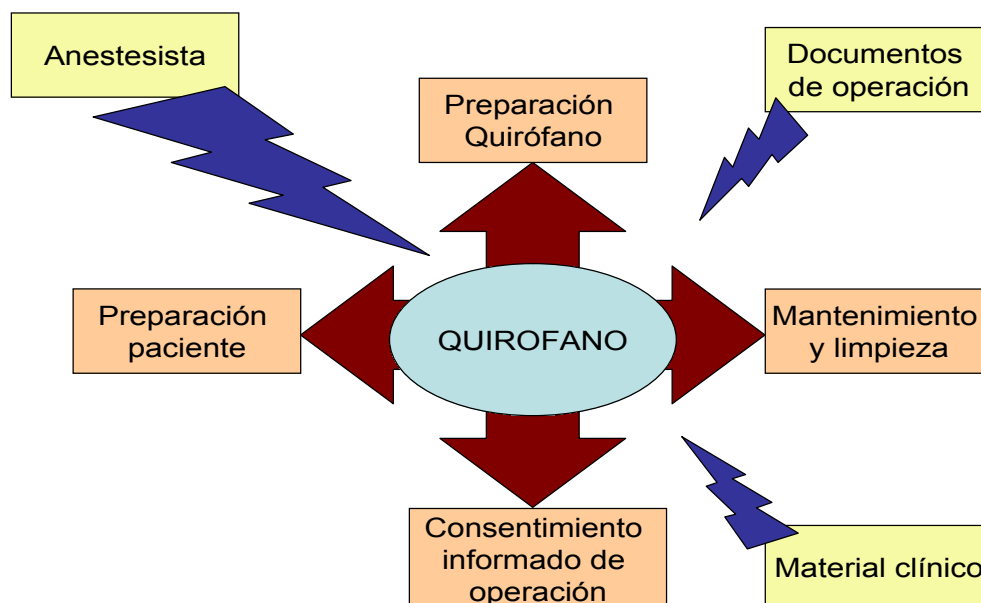 Anestesista
Documentos
de operación
Preparación
Quirófano
Preparación
paciente
QUIROFANO
Mantenimiento
y limpieza
Consentimiento
informado de
operación
Material clínico